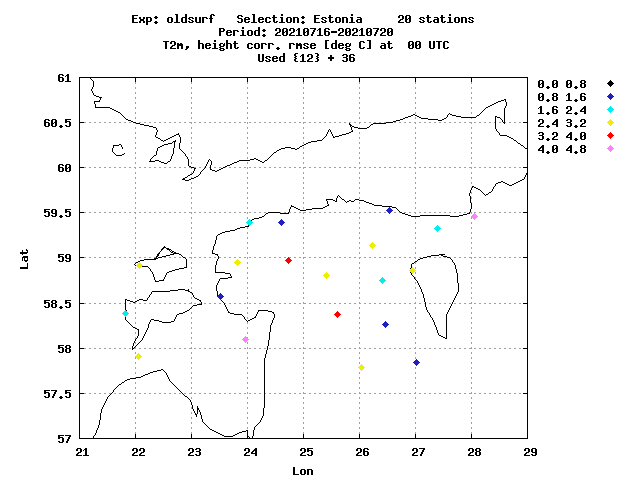 Exp: oldsurf   Selection: Estonia     20 stations
Period: 20210716-20210720
T2m, height corr. rmse [deg C] at  00 UTC
Used {12} + 36
61
60.5
60
59.5
59
58.5
58
57.5
57
21 22 23 24 25 26 27 28 29
Lat
Lon
0.0 0.8
0.8 1.6
1.6 2.4
2.4 3.2
3.2 4.0
4.0 4.8